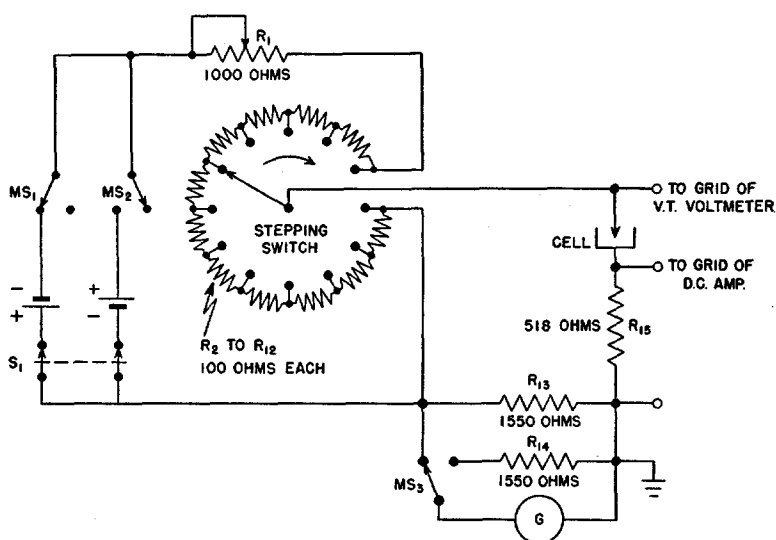 R1
1000 OHMS
MS1
MS2
STEPPING
SWITCH
TO GRID OF
V.T. VOLTMETER
CELL
TO GRID OF
D.C. AMP.
-
+
+
-
S1
R2 TO R12
100 OHMS EACH
518 OHMS
R15
R13
1550 OHMS
R14
1550 OHMS
MS3
G